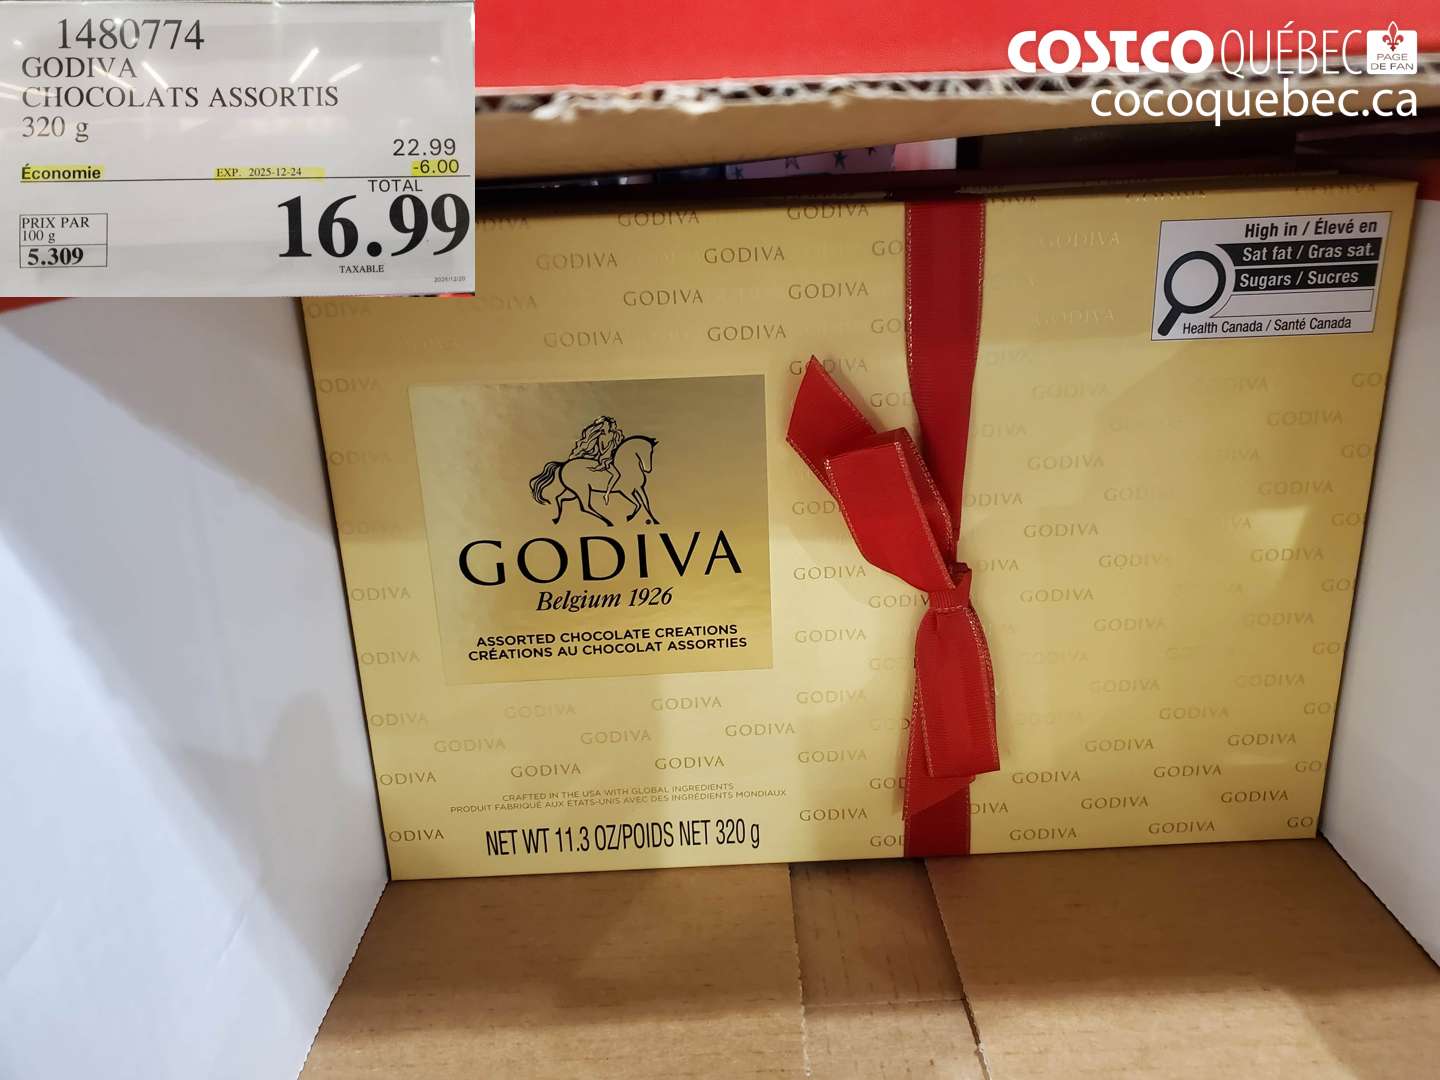 1480774
GODIVA
CHOCOLATS ASSORTIS
320 g
22.99
Économie EXP. 2025-12-24 -6.00
TOTAL
16.99
PRIX PAR
100 g
5.309
TAXABLE
COSTCO QUÉBEC PAGE DE FAN
cocoquebec.ca
High in / Élevé en
Sat fat / Gras sat.
Sugars / Sucres
Health Canada / Santé Canada
GODIVA
Belgium 1926
ASSORTED CHOCOLATE CREATIONS
CRÉATIONS AU CHOCOLAT ASSORTIES
CRAFTED IN THE USA WITH GLOBAL INGREDIENTS
PRODUIT FABRIQUÉ AUX ÉTATS-UNIS AVEC DES INGRÉDIENTS MONDIAUX
NET WT 11.3 OZ/POIDS NET 320 g